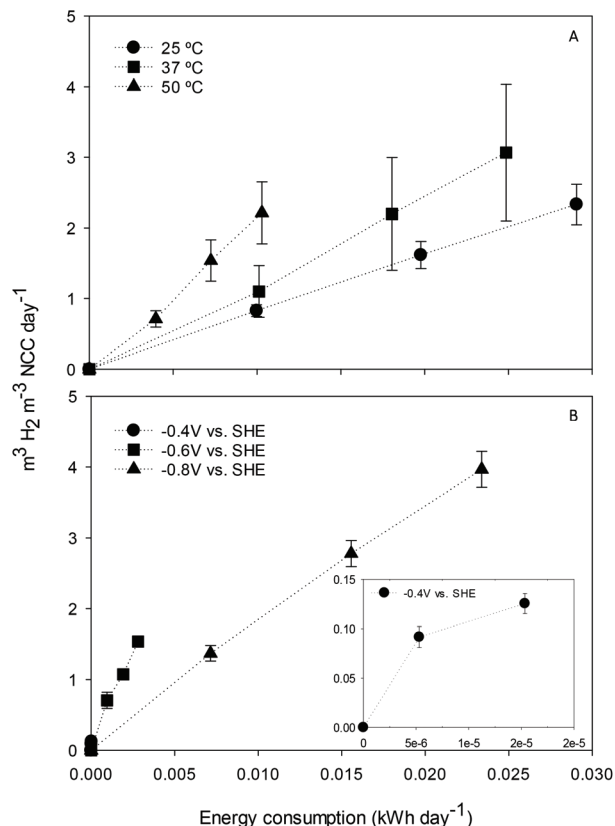 5
A
25 ºC
37 ºC
50 ºC
4
3
2
1
0
m³ H₂ m⁻³ NCC day⁻¹
5
B
-0.4V vs. SHE
-0.6V vs. SHE
-0.8V vs. SHE
4
3
2
1
0
0.15
-0.4V vs. SHE
0.10
0.05
0.00
0 5e-6 1e-5 2e-5 2e-5
0.000 0.005 0.010 0.015 0.020 0.025 0.030
Energy consumption (kWh day⁻¹)